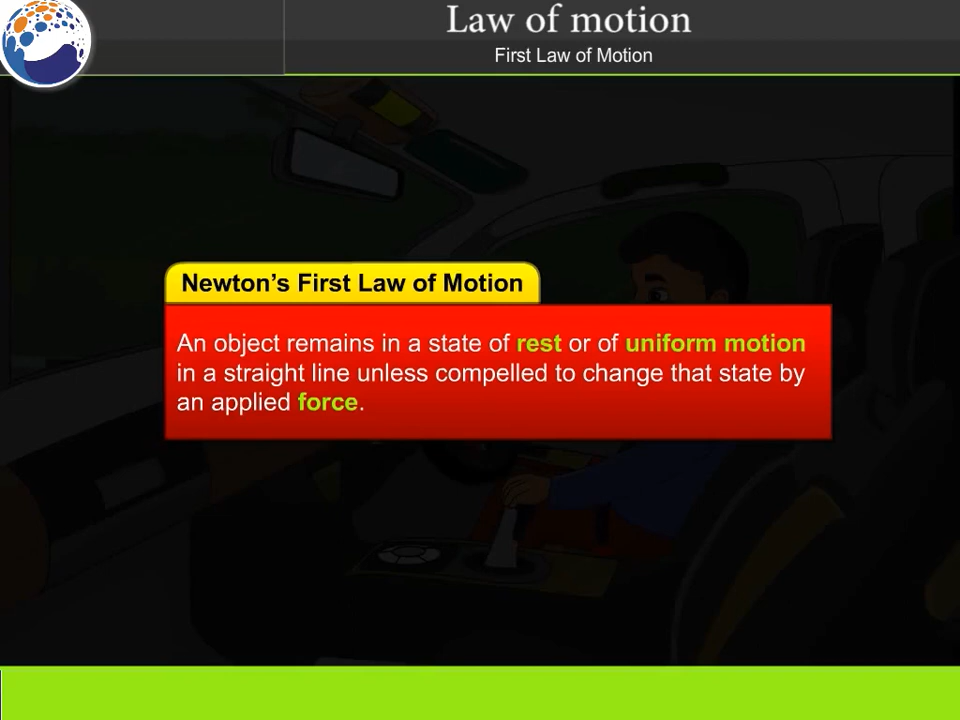 Law of motion
First Law of Motion
Newton’s First Law of Motion
An object remains in a state of rest or of uniform motion
in a straight line unless compelled to change that state by
an applied force.